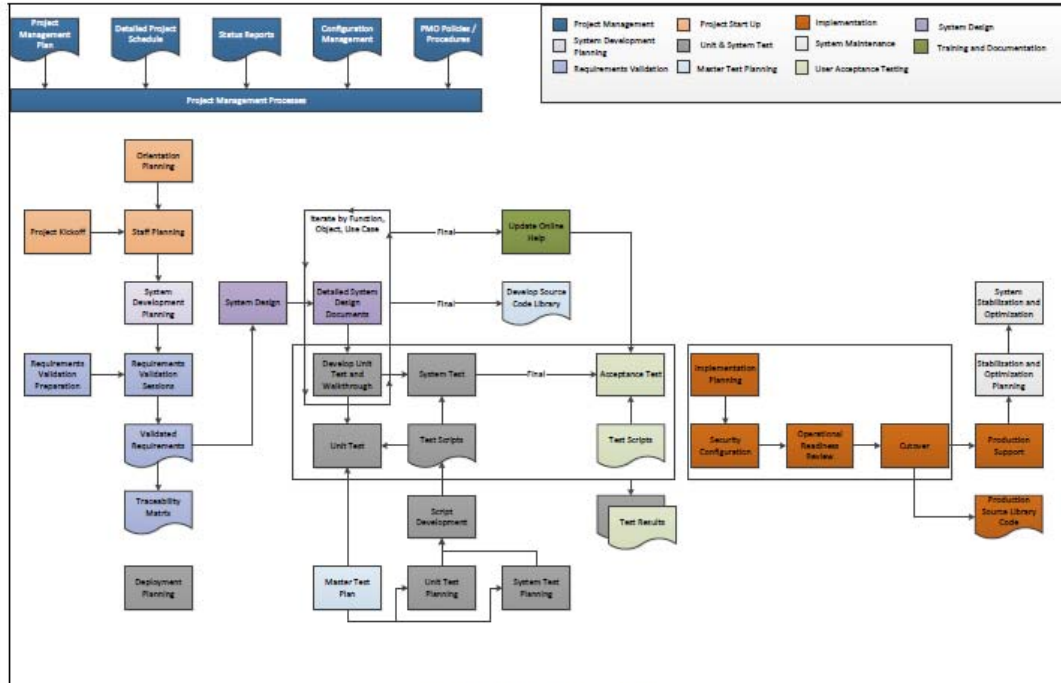 Project
Management
Plan
Detailed Project
Schedule
Status Reports
Configuration
Management
PMO Policies /
Procedures
Project Management Processes
Project Management
Project Start Up
Implementation
System Design
System Development
Planning
Unit & System Test
System Maintenance
Training and Documentation
Requirements Validation
Master Test Planning
User Acceptance Testing
Orientation
Planning
Project Kickoff
Staff Planning
Iterate by Function,
Object, Use Case
Final
Update Online
Help
System
Development
Planning
System Design
Detailed System
Design
Documents
Final
Develop Source
Code Library
System
Stabilization and
Optimization
Requirements
Validation
Preparation
Requirements
Validation
Sessions
Develop Unit
Test and
Walkthrough
System Test
Final
Acceptance Test
Implementation
Planning
Stabilization and
Optimization
Planning
Validated
Requirements
Unit Test
Test Scripts
Test Scripts
Security
Configuration
Operational
Readiness
Review
Cutover
Production
Support
Traceability
Matrix
Script
Development
Test Results
Production
Source Library
Code
Deployment
Planning
Master Test
Plan
Unit Test
Planning
System Test
Planning